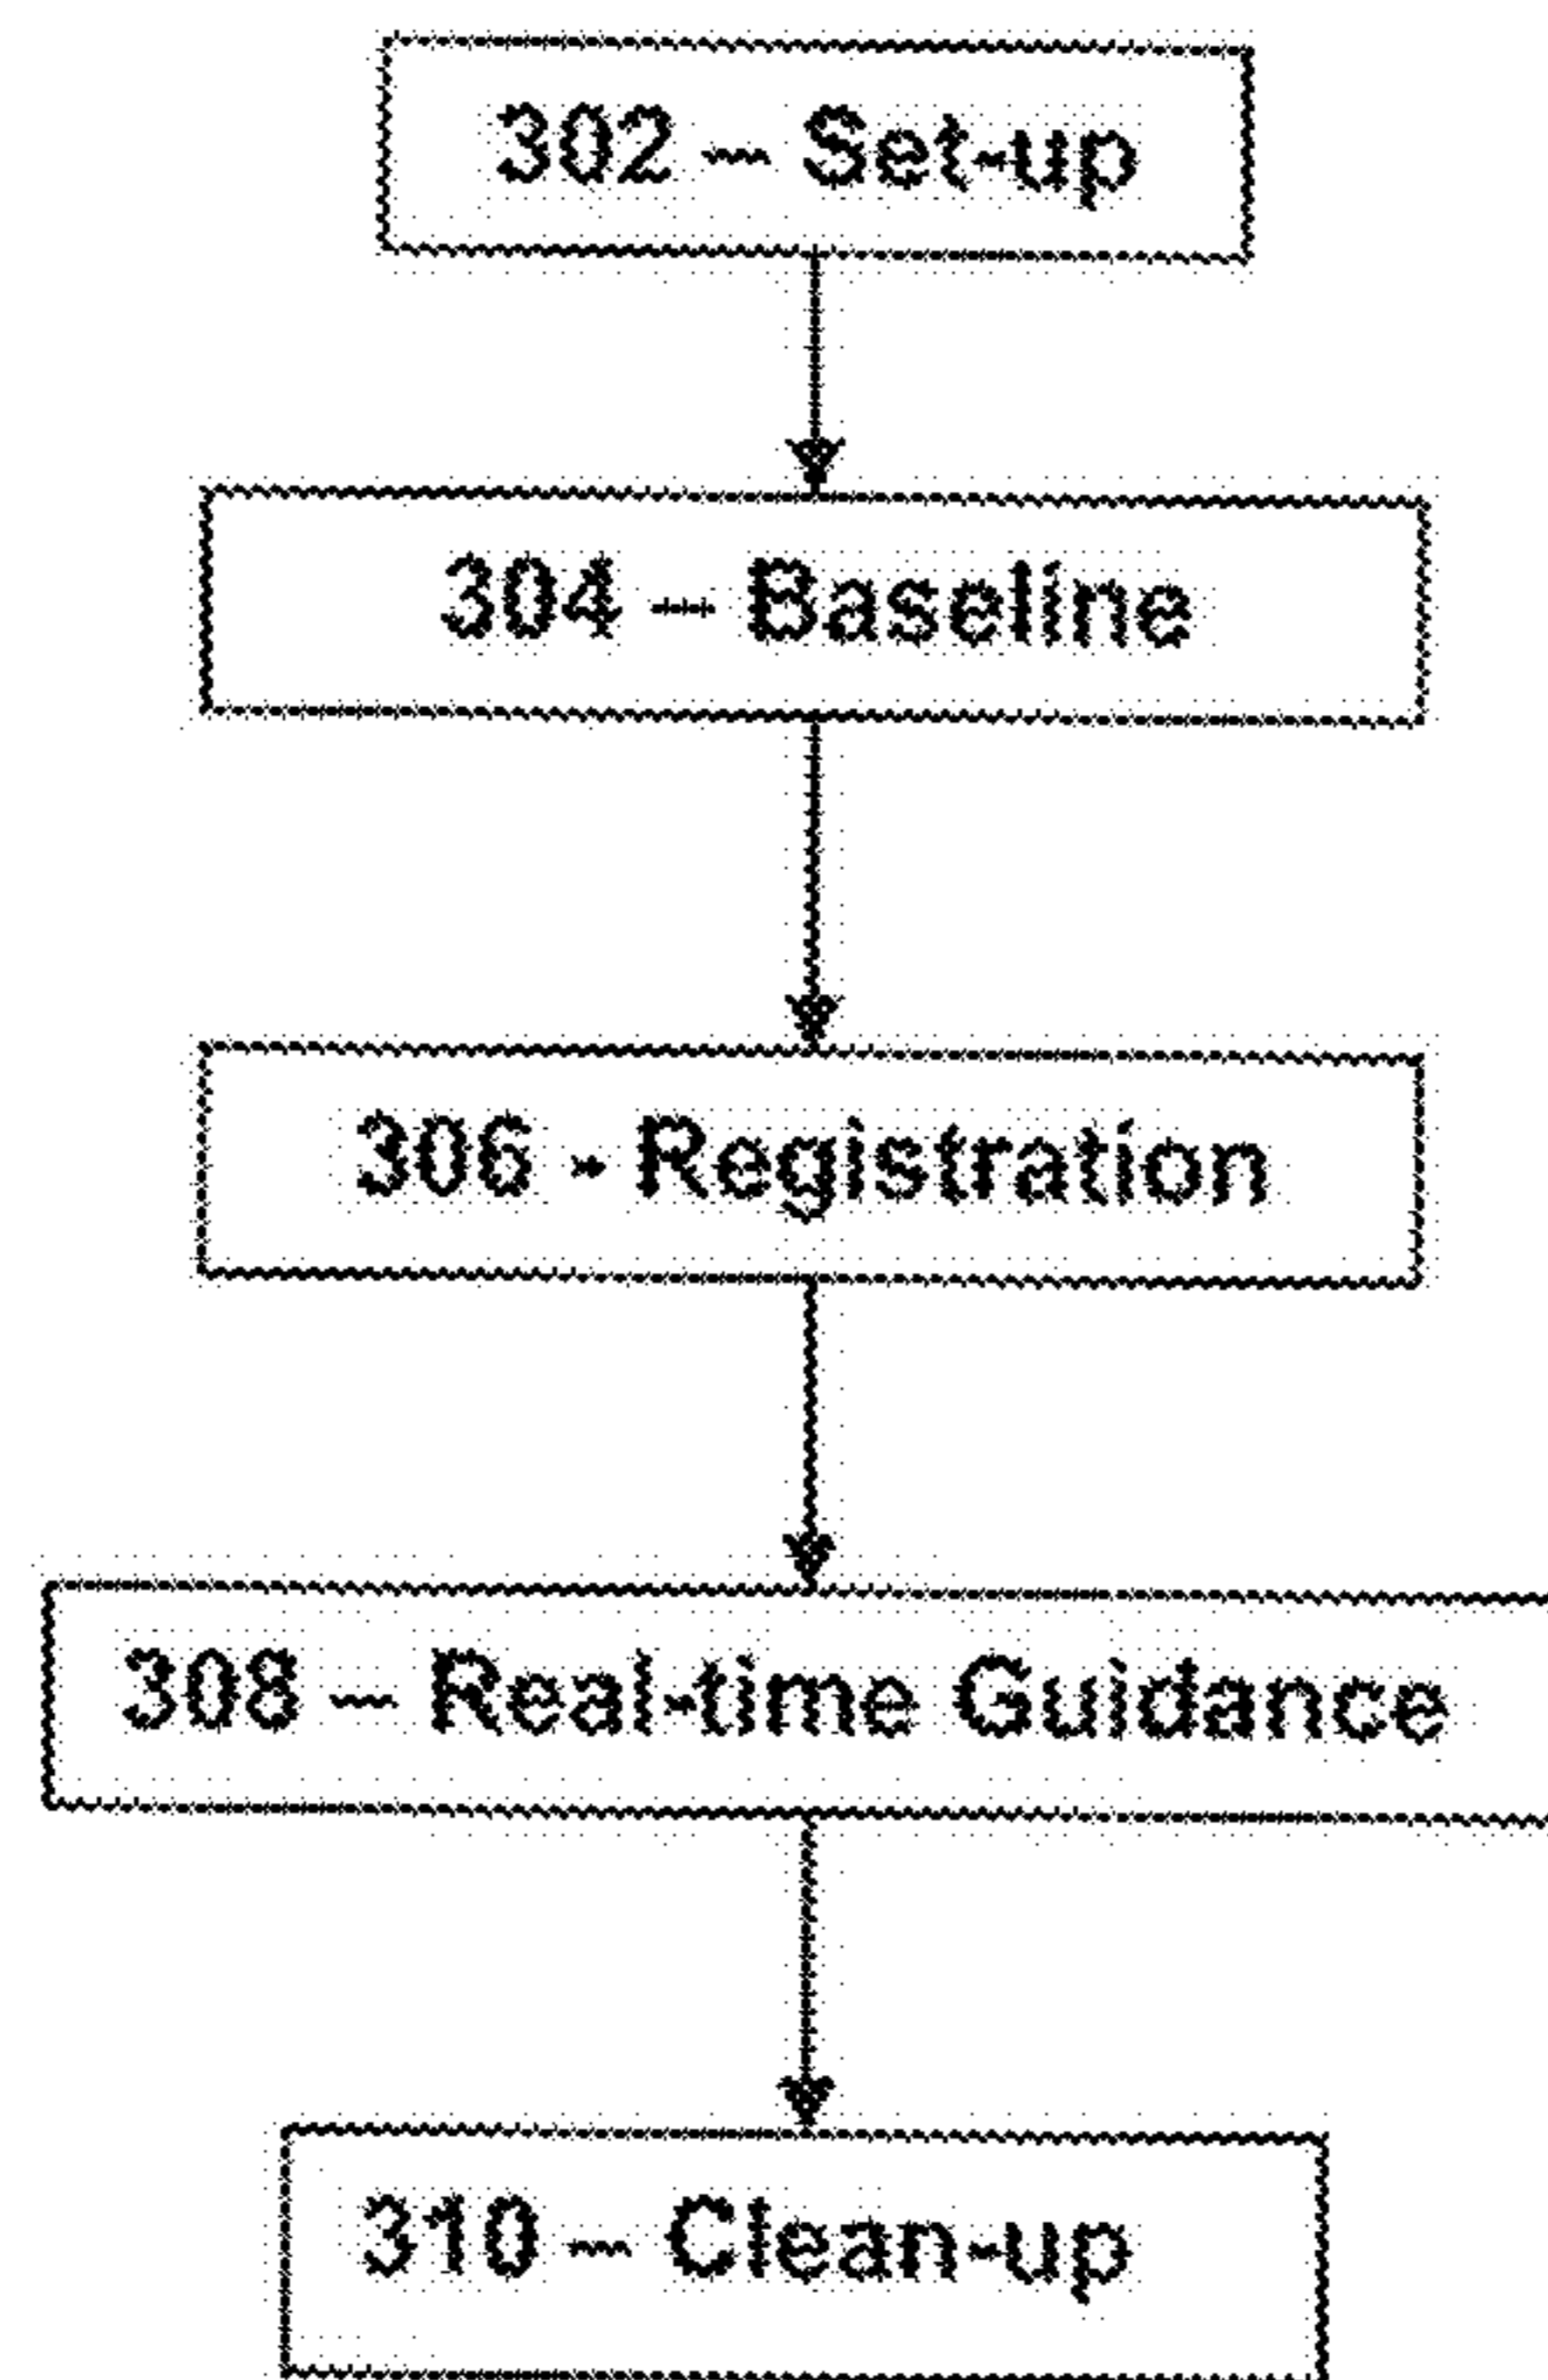 302 – Set-up
304 – Baseline
306 - Registration
308 – Real-time Guidance
310 – Clean-up